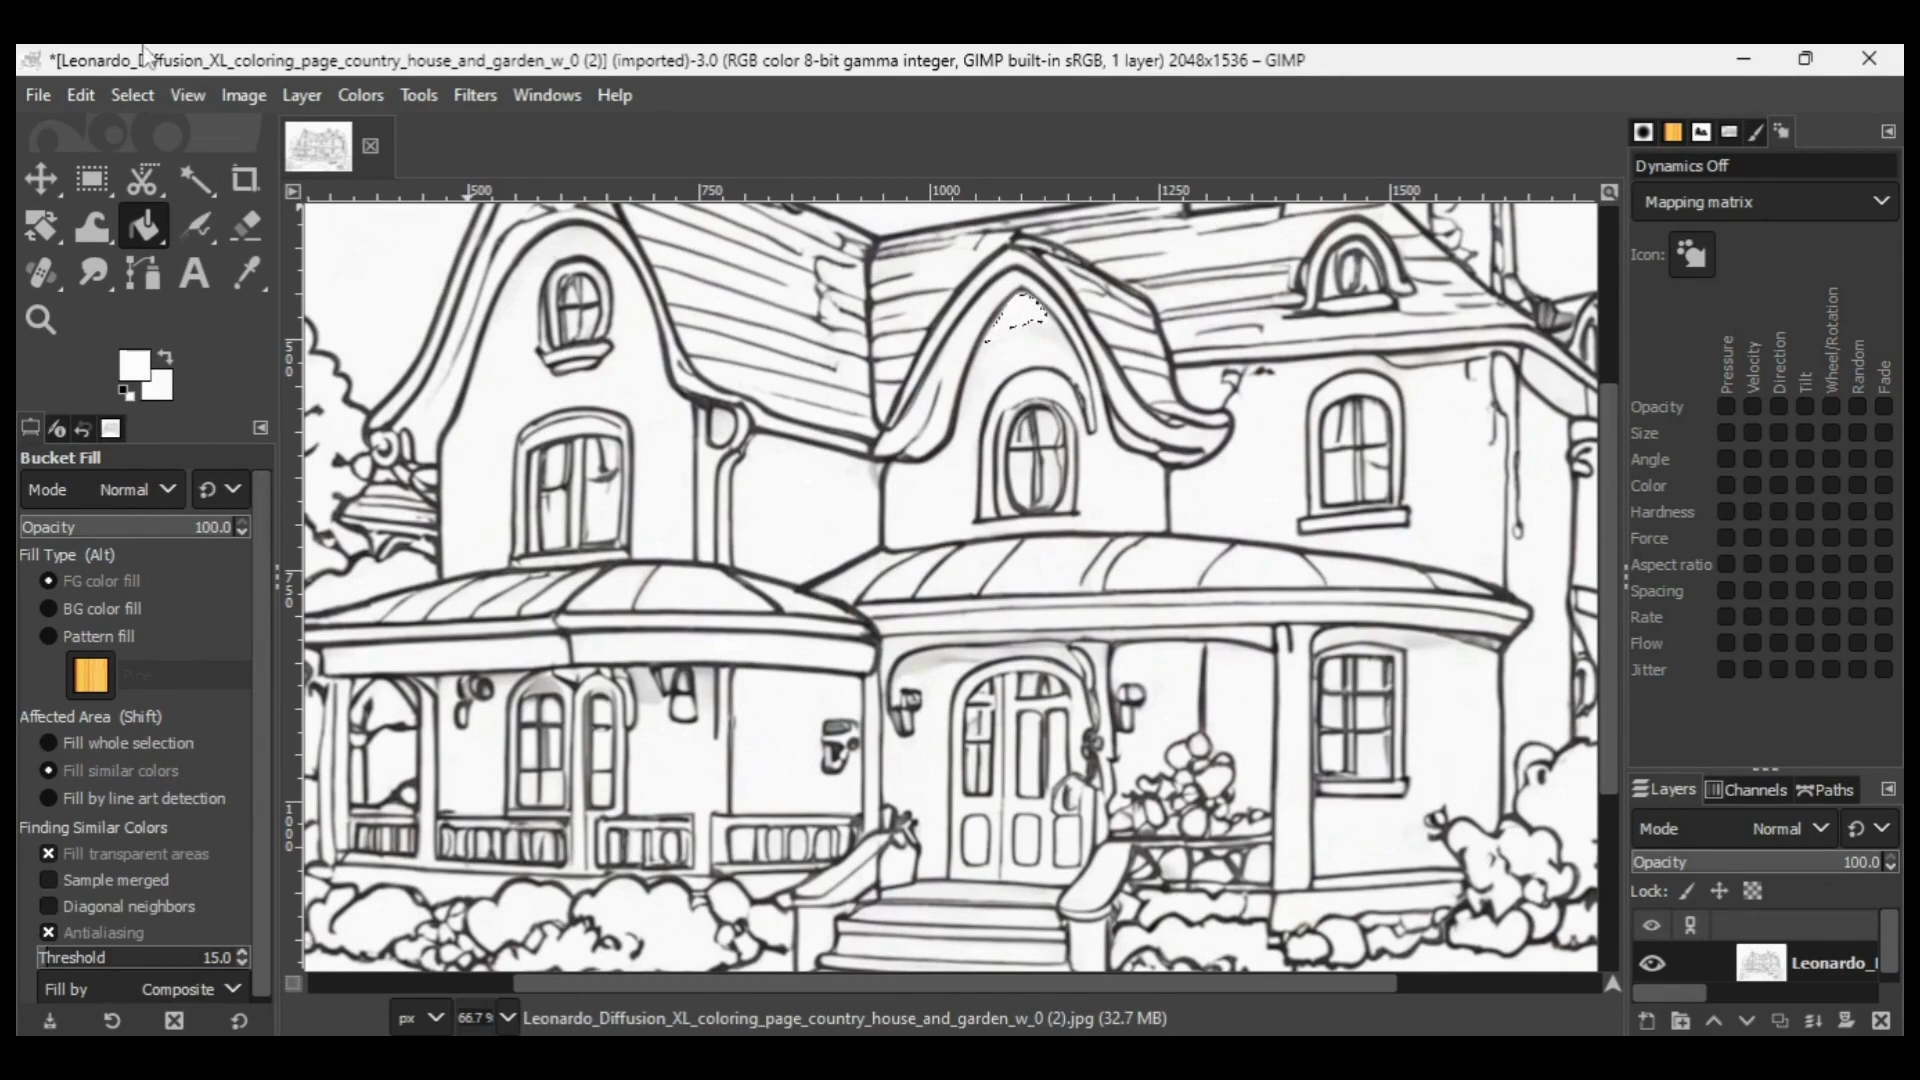 *[Leonardo_Diffusion_XL_coloring_page_country_house_and_garden_w_0 (2)] (imported)-3.0 (RGB color 8-bit gamma integer, GIMP built-in sRGB, 1 layer) 2048x1536 – GIMP
File Edit Select View Image Layer Colors Tools Filters Windows Help
500 750 1000 1250 1500
500
750
1000
Bucket Fill
Mode Normal
Opacity 100.0
Fill Type (Alt)
FG color fill
BG color fill
Pattern fill
Pine
Affected Area (Shift)
Fill whole selection
Fill similar colors
Fill by line art detection
Finding Similar Colors
Fill transparent areas
Sample merged
Diagonal neighbors
Antialiasing
Threshold 15.0
Fill by Composite
px 66.7 % Leonardo_Diffusion_XL_coloring_page_country_house_and_garden_w_0 (2).jpg (32.7 MB)
Dynamics Off
Mapping matrix
Icon:
Pressure Velocity Direction Tilt Wheel/Rotation Random Fade
Opacity
Size
Angle
Color
Hardness
Force
Aspect ratio
Spacing
Rate
Flow
Jitter
Layers Channels Paths
Mode Normal
Opacity 100.0
Lock:
Leonardo_